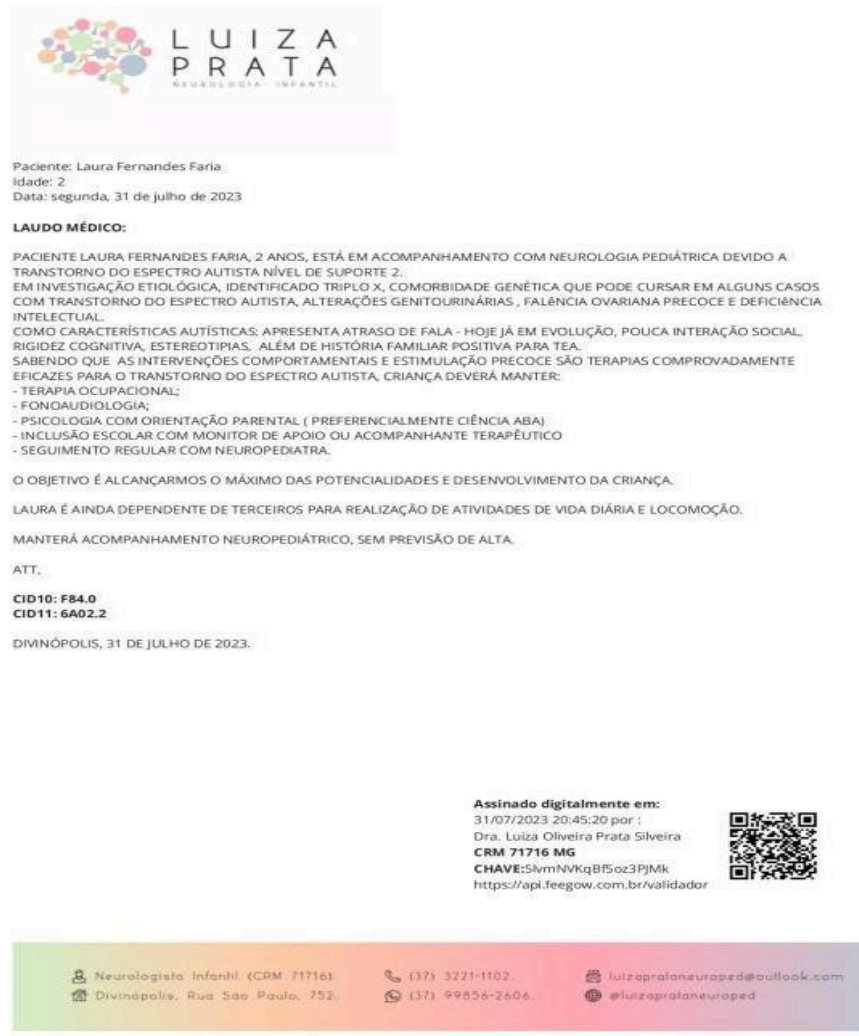 LUIZA
PRATA
NEUROLOGIA INFANTIL
Paciente: Laura Fernandes Faria
Idade: 2
Data: segunda, 31 de julho de 2023
LAUDO MÉDICO:
PACIENTE LAURA FERNANDES FARIA, 2 ANOS, ESTÁ EM ACOMPANHAMENTO COM NEUROLOGIA PEDIÁTRICA DEVIDO A
TRANSTORNO DO ESPECTRO AUTISTA NÍVEL DE SUPORTE 2.
EM INVESTIGAÇÃO ETIOLÓGICA, IDENTIFICADO TRIPLO X, COMORBIDADE GENÉTICA QUE PODE CURSAR EM ALGUNS CASOS
COM TRANSTORNO DO ESPECTRO AUTISTA, ALTERAÇÕES GENITOURINÁRIAS , FALêNCIA OVARIANA PRECOCE E DEFICIêNCIA
INTELECTUAL.
COMO CARACTERÍSTICAS AUTÍSTICAS: APRESENTA ATRASO DE FALA - HOJE JÁ EM EVOLUÇÃO, POUCA INTERAÇÃO SOCIAL,
RIGIDEZ COGNITIVA, ESTEREOTIPIAS, ALÉM DE HISTÓRIA FAMILIAR POSITIVA PARA TEA.
SABENDO QUE AS INTERVENÇÕES COMPORTAMENTAIS E ESTIMULAÇÃO PRECOCE SÃO TERAPIAS COMPROVADAMENTE
EFICAZES PARA O TRANSTORNO DO ESPECTRO AUTISTA, CRIANÇA DEVERÁ MANTER:
- TERAPIA OCUPACIONAL;
- FONOAUDIOLOGIA;
- PSICOLOGIA COM ORIENTAÇÃO PARENTAL ( PREFERENCIALMENTE CIÊNCIA ABA)
- INCLUSÃO ESCOLAR COM MONITOR DE APOIO OU ACOMPANHANTE TERAPÊUTICO
- SEGUIMENTO REGULAR COM NEUROPEDIATRA.
O OBJETIVO É ALCANÇARMOS O MÁXIMO DAS POTENCIALIDADES E DESENVOLVIMENTO DA CRIANÇA.
LAURA É AINDA DEPENDENTE DE TERCEIROS PARA REALIZAÇÃO DE ATIVIDADES DE VIDA DIÁRIA E LOCOMOÇÃO.
MANTERÁ ACOMPANHAMENTO NEUROPEDIÁTRICO, SEM PREVISÃO DE ALTA.
ATT,
CID10: F84.0
CID11: 6A02.2
DIVINÓPOLIS, 31 DE JULHO DE 2023.
Assinado digitalmente em:
31/07/2023 20:45:20 por :
Dra. Luiza Oliveira Prata Silveira
CRM 71716 MG
CHAVE:5lvmNVKqBf5oz3PJMk
https://api.feegow.com.br/validador
Neurologista Infantil (CRM 71716). (37) 3221-1102. luizaprataneuroped@outlook.com
Divinópolis, Rua São Paulo, 752. (37) 99856-2606. @luizaprataneuroped